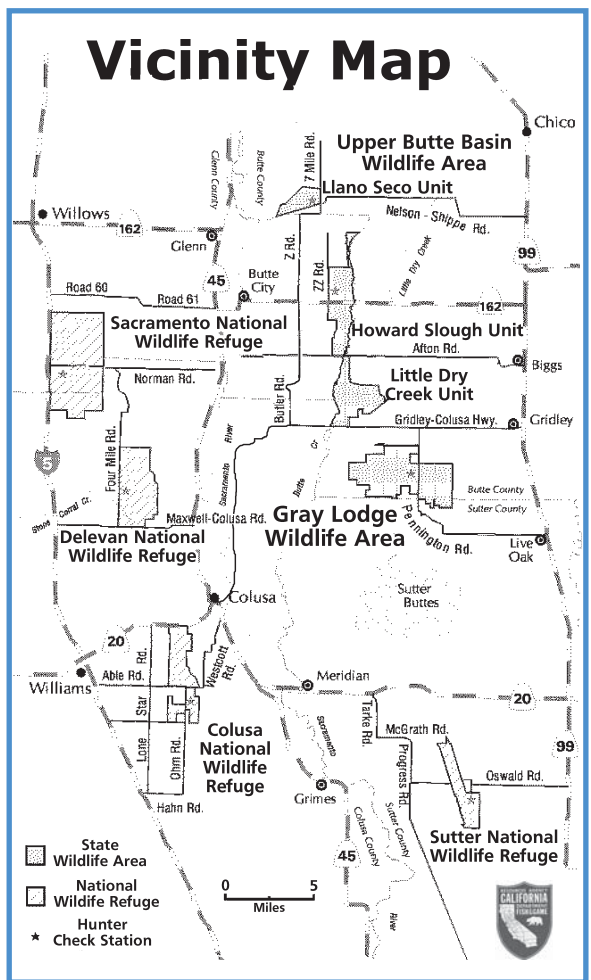 Vicinity Map
Chico
Upper Butte Basin
Wildlife Area
7 Mile Rd.
Glenn County
Butte County
Llano Seco Unit
Willows
162
Nelson - Shippe Rd.
Glenn
Z Rd.
ZZ Rd.
Little Dry Creek
99
45
Butte
City
Road 60
Road 61
162
Sacramento National
Wildlife Refuge
Howard Slough Unit
Afton Rd.
Biggs
Norman Rd.
Little Dry
Creek Unit
Butler Rd.
Gridley-Colusa Hwy.
Gridley
River
Sacramento
Four Mile Rd.
5
Cr
Butte
Butte County
Sutter County
Stone Corral Cr.
Maxwell-Colusa Rd.
Gray Lodge
Wildlife Area
Pennington Rd.
Delevan National
Wildlife Refuge
Live
Oak
Sutter
Buttes
Colusa
20
Rd.
Able Rd.
Westcott
Rd.
Williams
Meridian
20
Star
Lone
Ohm Rd.
Colusa
National
Wildlife
Refuge
Sacramento
Tarke Rd.
McGrath Rd.
99
Progress Rd.
Oswald Rd.
Grimes
Hahn Rd.
Colusa County
Sutter County
Sutter National
Wildlife Refuge
45
River
State
Wildlife Area
National
Wildife Refuge
Hunter
Check Station
0 5
Miles
CALIFORNIA
DEPARTMENT
FISH & GAME